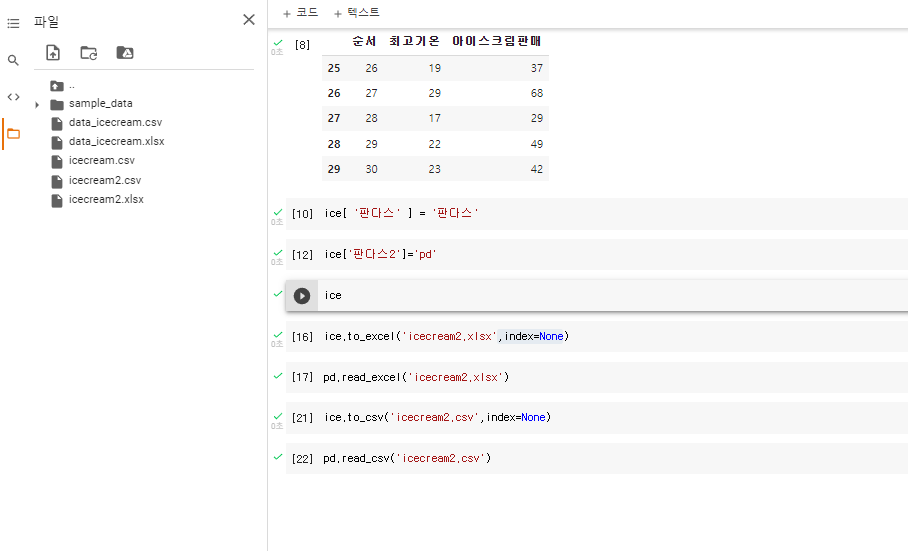 파일
+ 코드 + 텍스트
..
sample_data
data_icecream.csv
data_icecream.xlsx
icecream.csv
icecream2.csv
icecream2.xlsx
0초 [8]
순서 최고기온 아이스크림판매
25 26 19 37
26 27 29 68
27 28 17 29
28 29 22 49
29 30 23 42
0초 [10] ice[ '판다스' ] = '판다스'
0초 [12] ice['판다스2']='pd'
ice
0초 [16] ice.to_excel('icecream2.xlsx',index=None)
[17] pd.read_excel('icecream2.xlsx')
0초 [21] ice.to_csv('icecream2.csv',index=None)
[22] pd.read_csv('icecream2.csv')